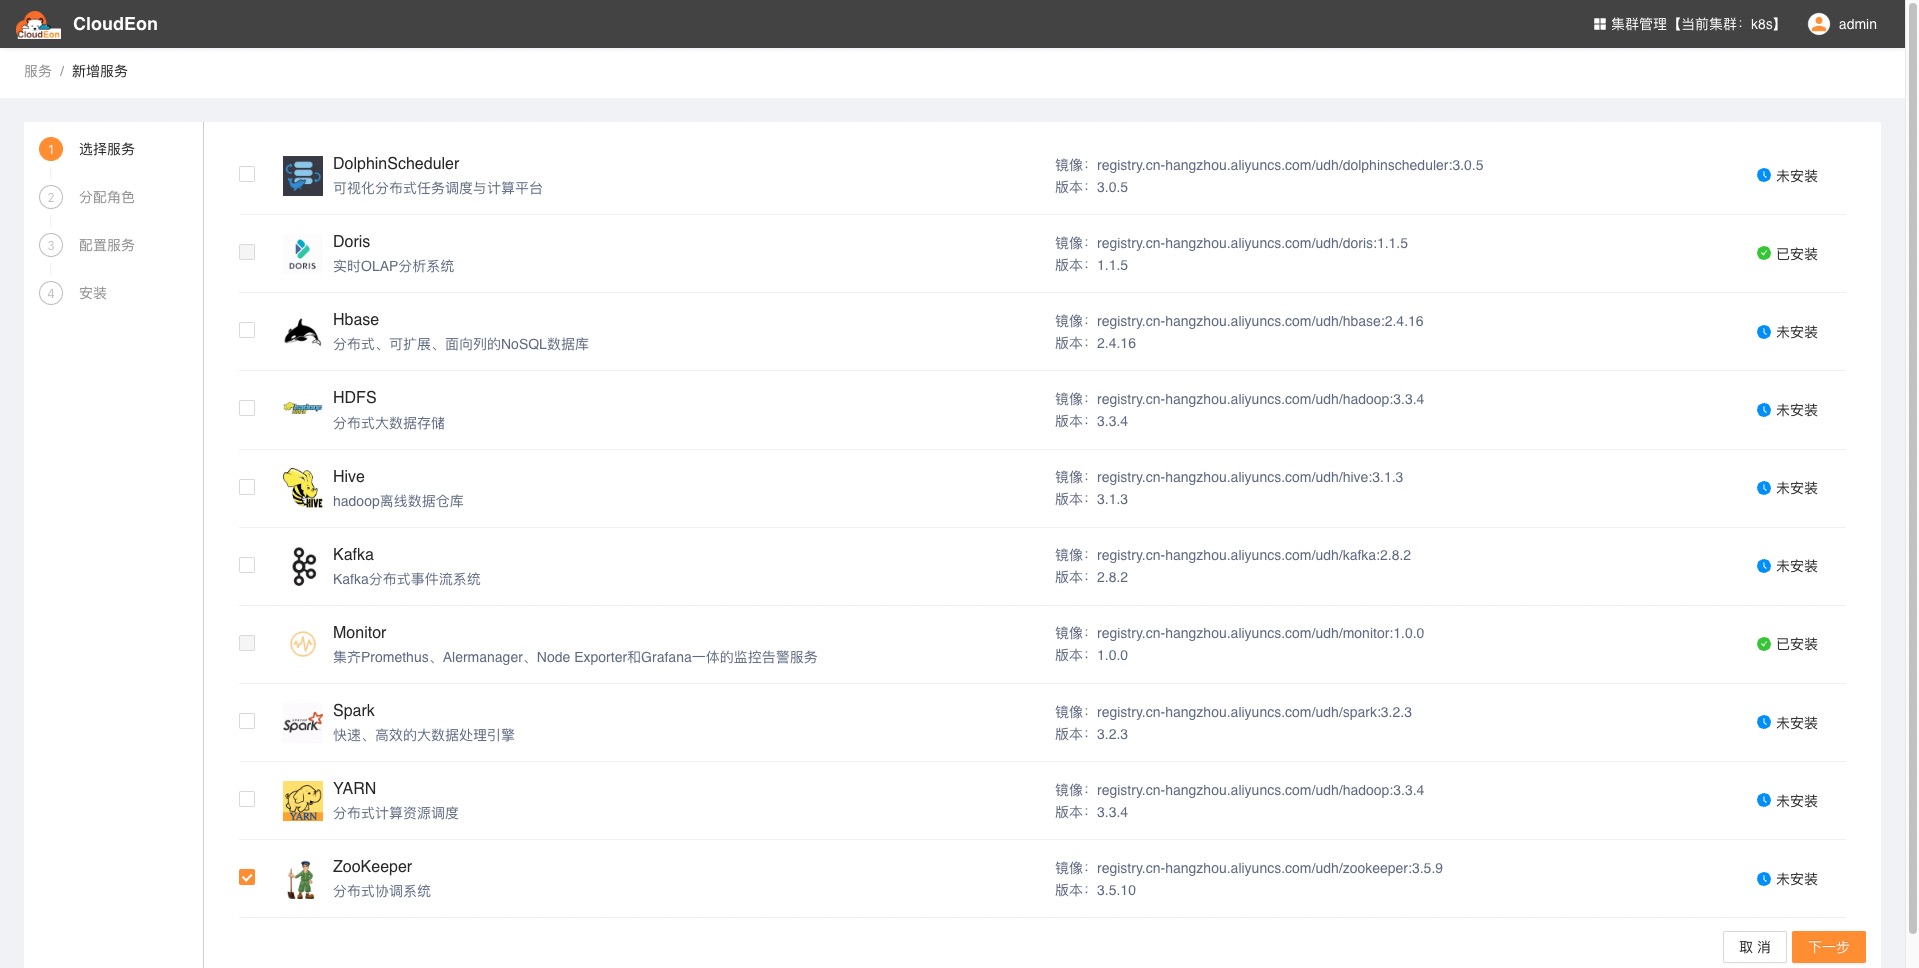 CloudEon
CloudEon
集群管理【当前集群：k8s】
admin
服务 / 新增服务
1 选择服务
2 分配角色
3 配置服务
4 安装
DolphinScheduler
可视化分布式任务调度与计算平台
镜像：registry.cn-hangzhou.aliyuncs.com/udh/dolphinscheduler:3.0.5
版本：3.0.5
未安装
DORIS
Doris
实时OLAP分析系统
镜像：registry.cn-hangzhou.aliyuncs.com/udh/doris:1.1.5
版本：1.1.5
已安装
Hbase
分布式、可扩展、面向列的NoSQL数据库
镜像：registry.cn-hangzhou.aliyuncs.com/udh/hbase:2.4.16
版本：2.4.16
未安装
HDFS
分布式大数据存储
镜像：registry.cn-hangzhou.aliyuncs.com/udh/hadoop:3.3.4
版本：3.3.4
未安装
HIVE
Hive
hadoop离线数据仓库
镜像：registry.cn-hangzhou.aliyuncs.com/udh/hive:3.1.3
版本：3.1.3
未安装
Kafka
Kafka分布式事件流系统
镜像：registry.cn-hangzhou.aliyuncs.com/udh/kafka:2.8.2
版本：2.8.2
未安装
Monitor
集齐Promethus、Alermanager、Node Exporter和Grafana一体的监控告警服务
镜像：registry.cn-hangzhou.aliyuncs.com/udh/monitor:1.0.0
版本：1.0.0
已安装
Spark
Spark
快速、高效的大数据处理引擎
镜像：registry.cn-hangzhou.aliyuncs.com/udh/spark:3.2.3
版本：3.2.3
未安装
YARN
YARN
分布式计算资源调度
镜像：registry.cn-hangzhou.aliyuncs.com/udh/hadoop:3.3.4
版本：3.3.4
未安装
ZooKeeper
分布式协调系统
镜像：registry.cn-hangzhou.aliyuncs.com/udh/zookeeper:3.5.9
版本：3.5.10
未安装
取 消
下一步